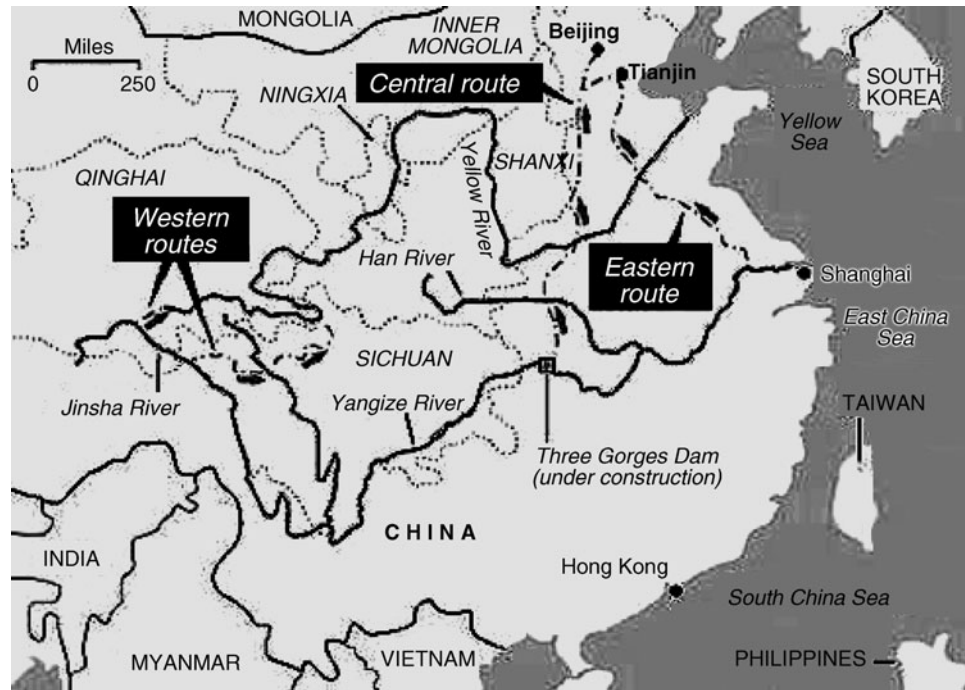 MONGOLIA
INNER
MONGOLIA
Beijing
Miles
0 250
Central route
Tianjin
SOUTH
KOREA
NINGXIA
Yellow
Sea
SHANXI
QINGHAI
Yellow River
Western
routes
Han River
Eastern
route
Shanghai
East China
Sea
SICHUAN
Jinsha River
Yangize River
TAIWAN
Three Gorges Dam
(under construction)
CHINA
INDIA
Hong Kong
South China Sea
MYANMAR
VIETNAM
PHILIPPINES